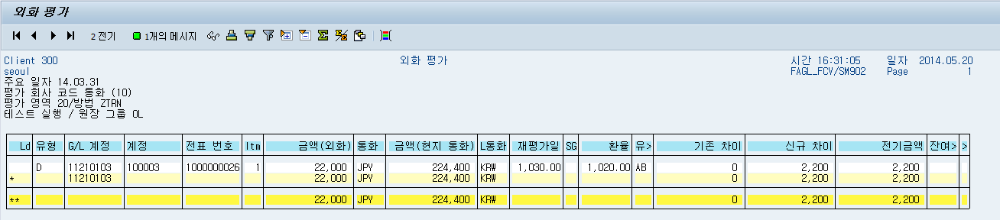 외화 평가
2 전기 1개의 메시지
Client 300 외화 평가 시간 16:31:05 일자 2014.05.20
seoul FAGL_FCV/SM902 Page 1
주요 일자 14.03.31
평가 회사 코드 통화 (10)
평가 영역 20/방법 ZTRN
테스트 실행 / 원장 그룹 0L
Ld 유형 G/L 계정 계정 전표 번호 Itm 금액(외화) 통화 금액(현지 통화) L통화 재평가일 SG 환율 유> 기존 차이 신규 차이 전기금액 잔여> >
D 11210103 100003 1000000026 1 22,000 JPY 224,400 KRW 1,030.00 1,020.00 AB 0 2,200 2,200
* 11210103 22,000 JPY 224,400 KRW 0 2,200 2,200
** 22,000 JPY 224,400 KRW 0 2,200 2,200